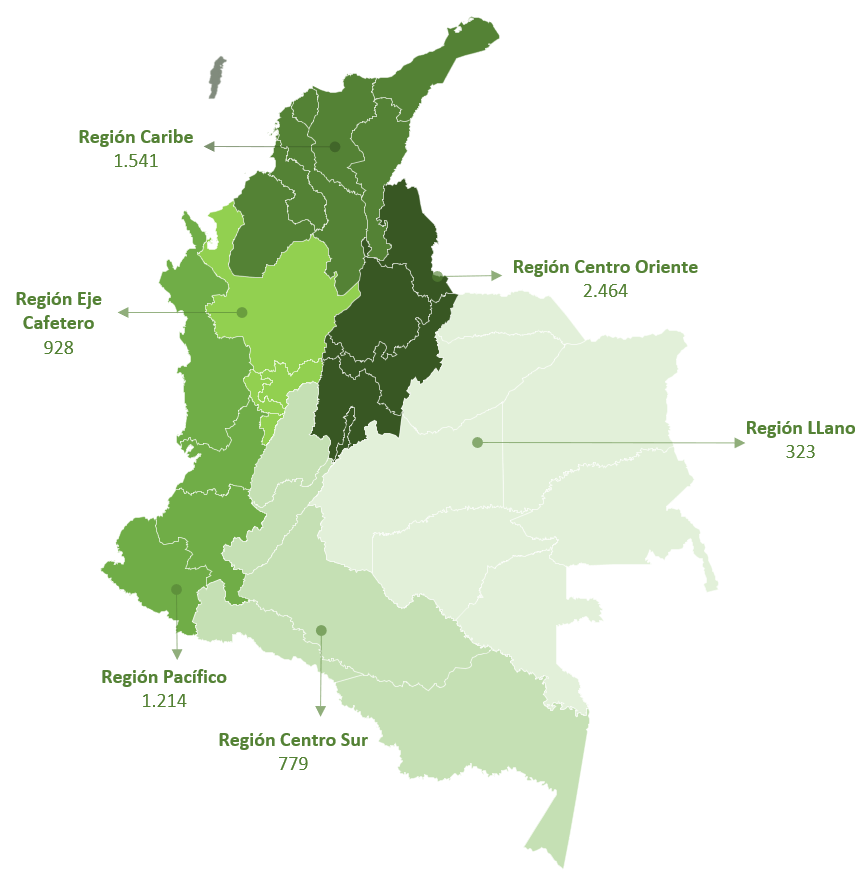 Región Caribe
1.541
Región Centro Oriente
2.464
Región Eje
Cafetero
928
Región LLano
323
Región Pacífico
1.214
Región Centro Sur
779